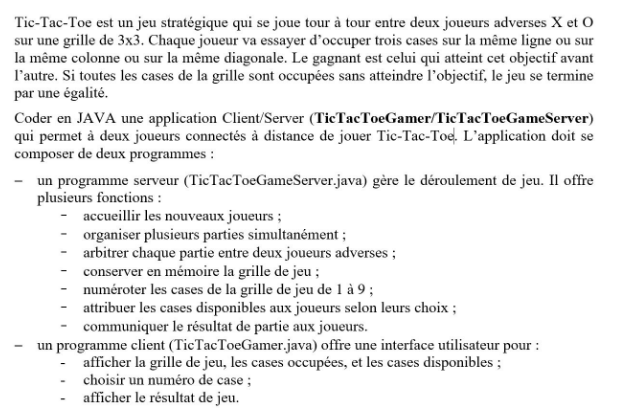 Tic-Tac-Toe est un jeu stratégique qui se joue tour à tour entre deux joueurs adverses X et O
sur une grille de 3x3. Chaque joueur va essayer d'occuper trois cases sur la même ligne ou sur
la même colonne ou sur la même diagonale. Le gagnant est celui qui atteint cet objectif avant
l'autre. Si toutes les cases de la grille sont occupées sans atteindre l'objectif, le jeu se termine
par une égalité.
Coder en JAVA une application Client/Server (TicTacToeGamer/TicTacToeGameServer)
qui permet à deux joueurs connectés à distance de jouer Tic-Tac-Toe. L'application doit se
composer de deux programmes :
– un programme serveur (TicTacToeGameServer.java) gère le déroulement de jeu. Il offre
plusieurs fonctions :
- accueillir les nouveaux joueurs ;
- organiser plusieurs parties simultanément ;
- arbitrer chaque partie entre deux joueurs adverses ;
- conserver en mémoire la grille de jeu ;
- numéroter les cases de la grille de jeu de 1 à 9 ;
- attribuer les cases disponibles aux joueurs selon leurs choix ;
- communiquer le résultat de partie aux joueurs.
– un programme client (TicTacToeGamer.java) offre une interface utilisateur pour :
- afficher la grille de jeu, les cases occupées, et les cases disponibles ;
- choisir un numéro de case ;
- afficher le résultat de jeu.